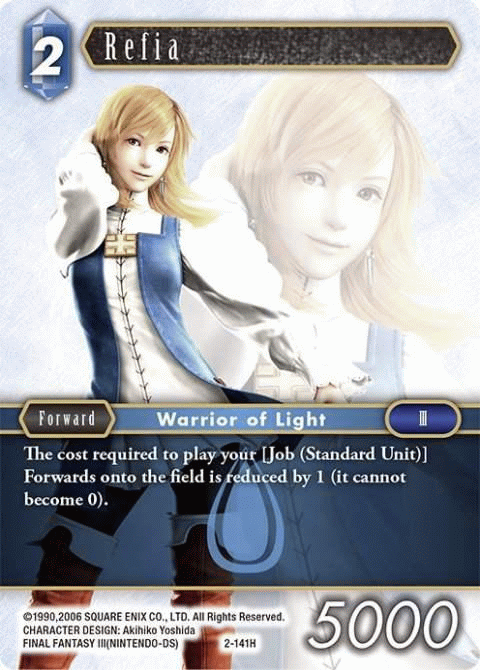 2
Refia
Forward
Warrior of Light
III
The cost required to play your [Job (Standard Unit)]
Forwards onto the field is reduced by 1 (it cannot
become 0).
©1990,2006 SQUARE ENIX CO., LTD. All Rights Reserved.
CHARACTER DESIGN: Akihiko Yoshida
FINAL FANTASY III(NINTENDO-DS)
2-141H
5000